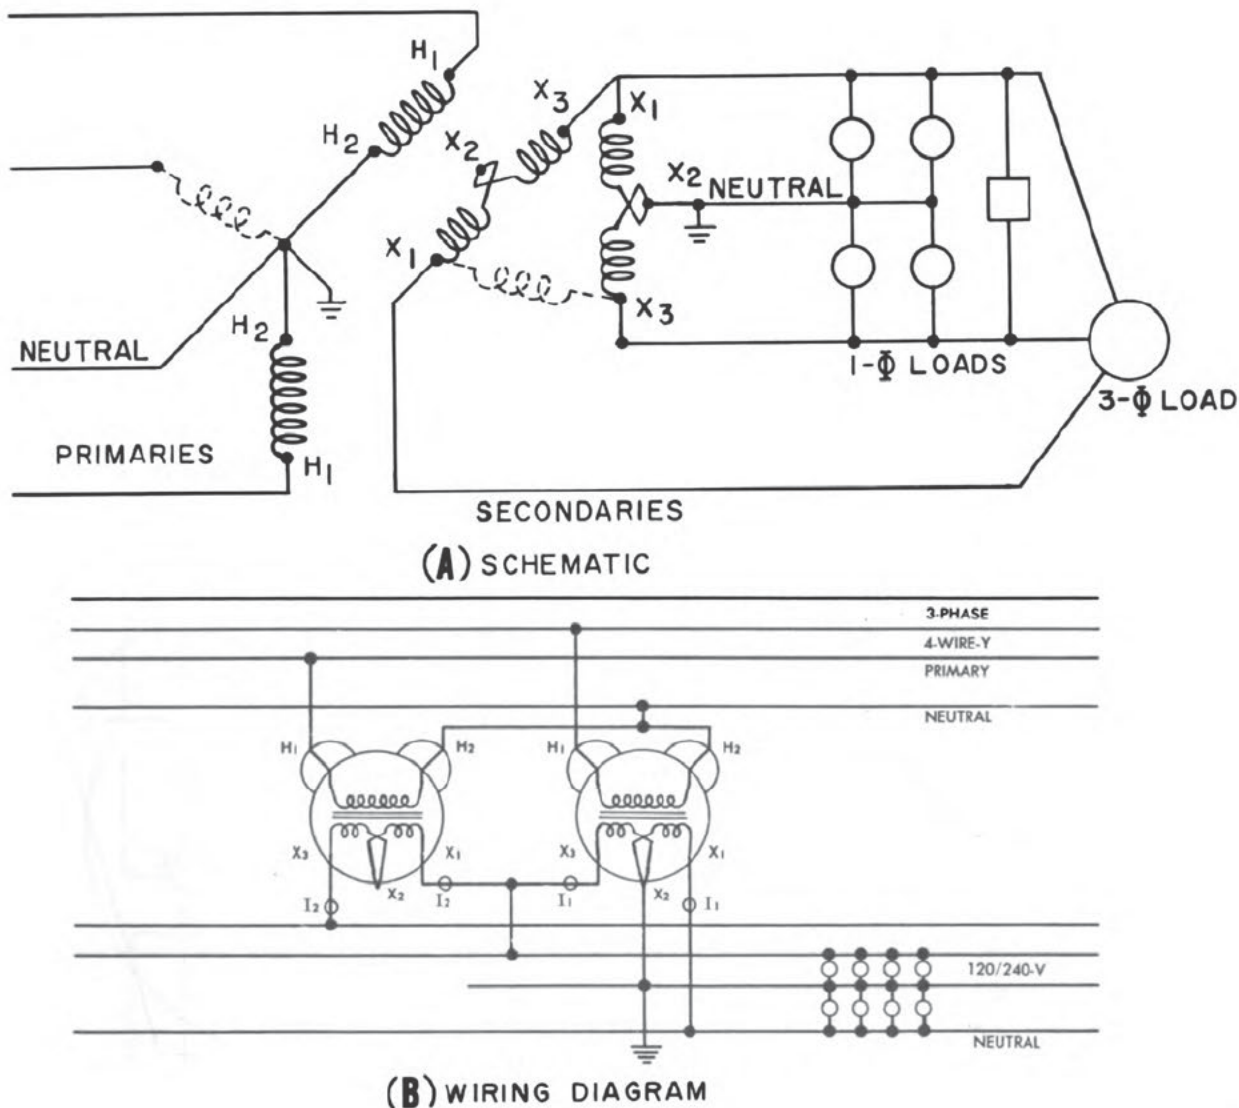 H1
H2
X3
X1
X2
X2
NEUTRAL
X1
X3
H2
NEUTRAL
1-Φ LOADS
3-Φ LOAD
PRIMARIES
H1
SECONDARIES
(A) SCHEMATIC
3-PHASE
4-WIRE-Y
PRIMARY
NEUTRAL
H1
H2
H1
H2
X3
X1
X3
X1
X2
X2
I2
I2
I1
I1
120/240-V
NEUTRAL
(B) WIRING DIAGRAM